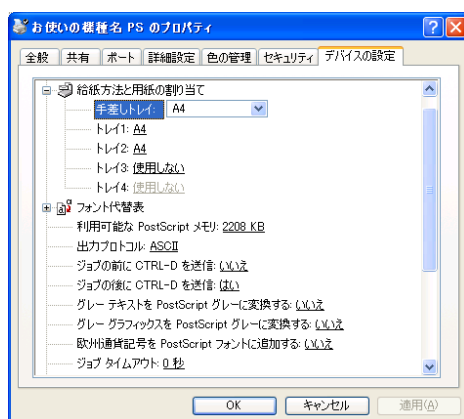 お使いの機種名 PS のプロパティ
全般 共有 ポート 詳細設定 色の管理 セキュリティ デバイスの設定
給紙方法と用紙の割り当て
手差しトレイ: A4
トレイ1: A4
トレイ2: A4
トレイ3: 使用しない
トレイ4: 使用しない
フォント代替表
利用可能な PostScript メモリ: 2208 KB
出力プロトコル: ASCII
ジョブの前に CTRL-D を送信: いいえ
ジョブの後に CTRL-D を送信: はい
グレー テキストを PostScript グレーに変換する: いいえ
グレー グラフィックスを PostScript グレーに変換する: いいえ
欧州通貨記号を PostScript フォントに追加する: いいえ
ジョブ タイムアウト: 0 秒
OK キャンセル 適用(A)